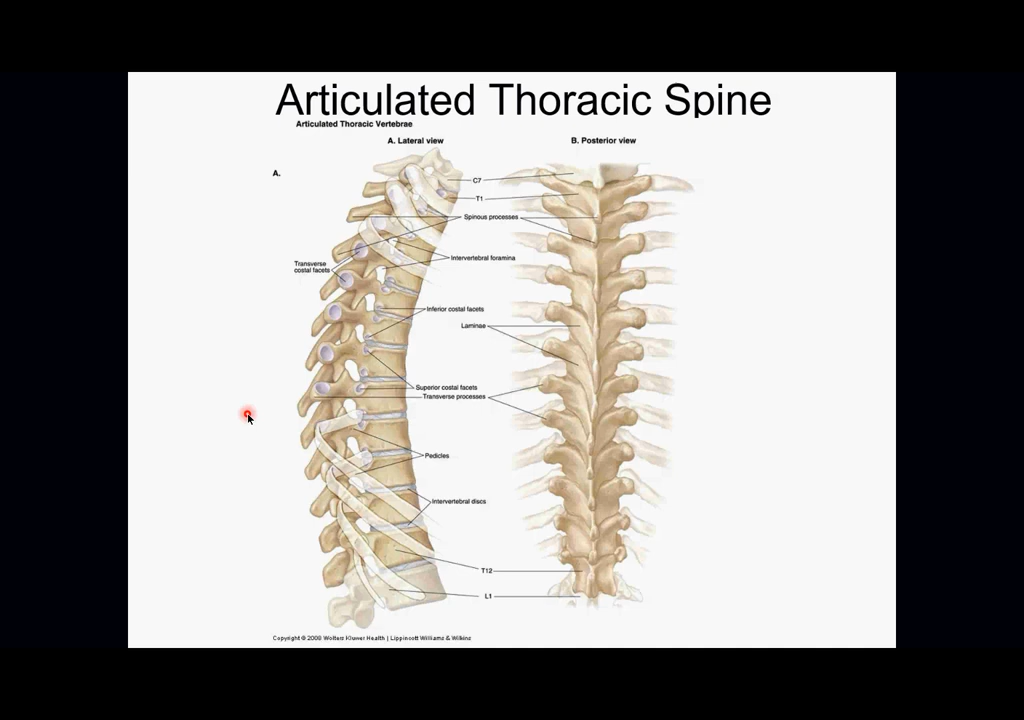 Articulated Thoracic Spine
Articulated Thoracic Vertebrae
A. Lateral view
B. Posterior view
A.
C7
T1
Spinous processes
Intervertebral foramina
Transverse
costal facets
Inferior costal facets
Laminae
Superior costal facets
Transverse processes
Pedicles
Intervertebral discs
T12
L1
Copyright © 2008 Wolters Kluwer Health | Lippincott Williams & Wilkins